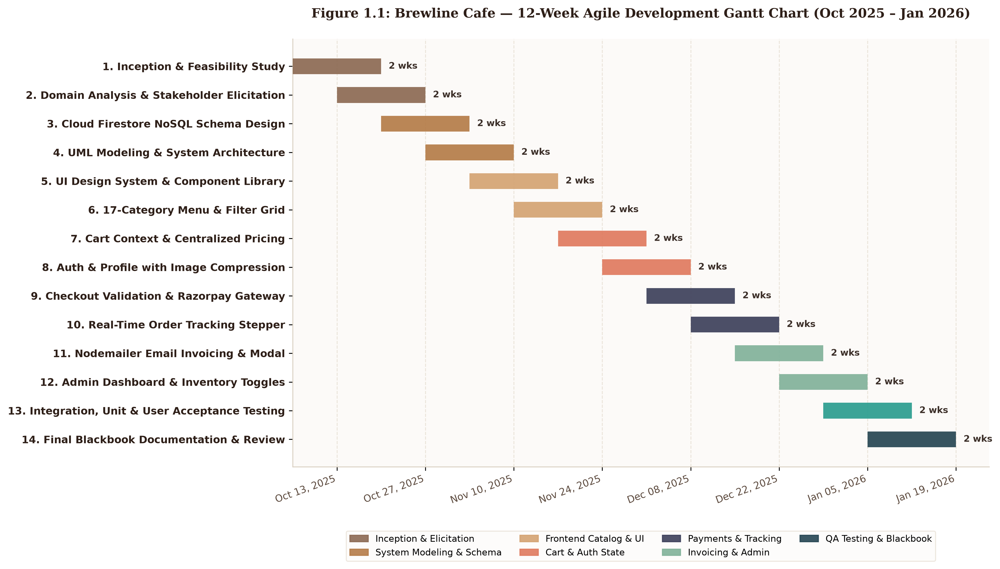 Figure 1.1: Brewline Cafe — 12-Week Agile Development Gantt Chart (Oct 2025 – Jan 2026)
1. Inception & Feasibility Study 2 wks
2. Domain Analysis & Stakeholder Elicitation 2 wks
3. Cloud Firestore NoSQL Schema Design 2 wks
4. UML Modeling & System Architecture 2 wks
5. UI Design System & Component Library 2 wks
6. 17-Category Menu & Filter Grid 2 wks
7. Cart Context & Centralized Pricing 2 wks
8. Auth & Profile with Image Compression 2 wks
9. Checkout Validation & Razorpay Gateway 2 wks
10. Real-Time Order Tracking Stepper 2 wks
11. Nodemailer Email Invoicing & Modal 2 wks
12. Admin Dashboard & Inventory Toggles 2 wks
13. Integration, Unit & User Acceptance Testing 2 wks
14. Final Blackbook Documentation & Review 2 wks
Oct 13, 2025 Oct 27, 2025 Nov 10, 2025 Nov 24, 2025 Dec 08, 2025 Dec 22, 2025 Jan 05, 2026 Jan 19, 2026
Inception & Elicitation Frontend Catalog & UI Payments & Tracking QA Testing & Blackbook
System Modeling & Schema Cart & Auth State Invoicing & Admin